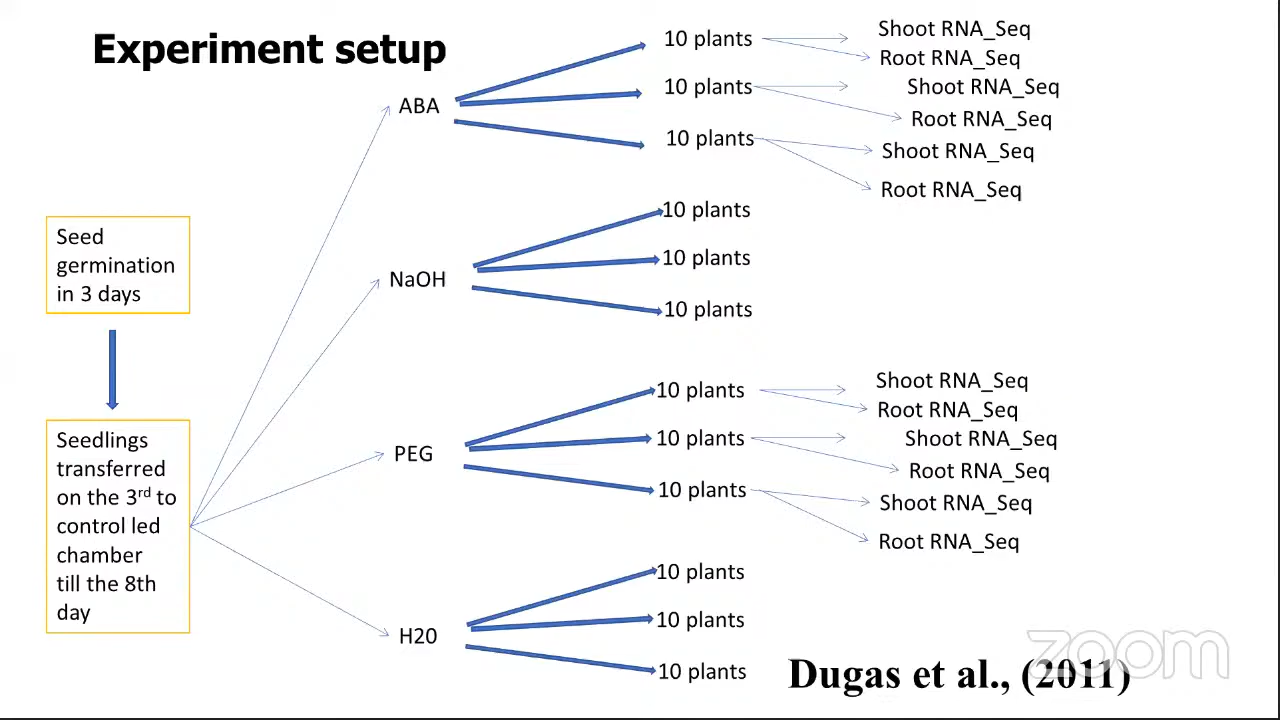 Experiment setup
Seed
germination
in 3 days
Seedlings
transferred
on the 3rd to
control led
chamber
till the 8th
day
ABA
10 plants
Shoot RNA_Seq
Root RNA_Seq
10 plants
Shoot RNA_Seq
Root RNA_Seq
10 plants
Shoot RNA_Seq
Root RNA_Seq
NaOH
10 plants
10 plants
10 plants
PEG
10 plants
Shoot RNA_Seq
Root RNA_Seq
10 plants
Shoot RNA_Seq
Root RNA_Seq
10 plants
Shoot RNA_Seq
Root RNA_Seq
H20
10 plants
10 plants
10 plants
Dugas et al., (2011)
zoom